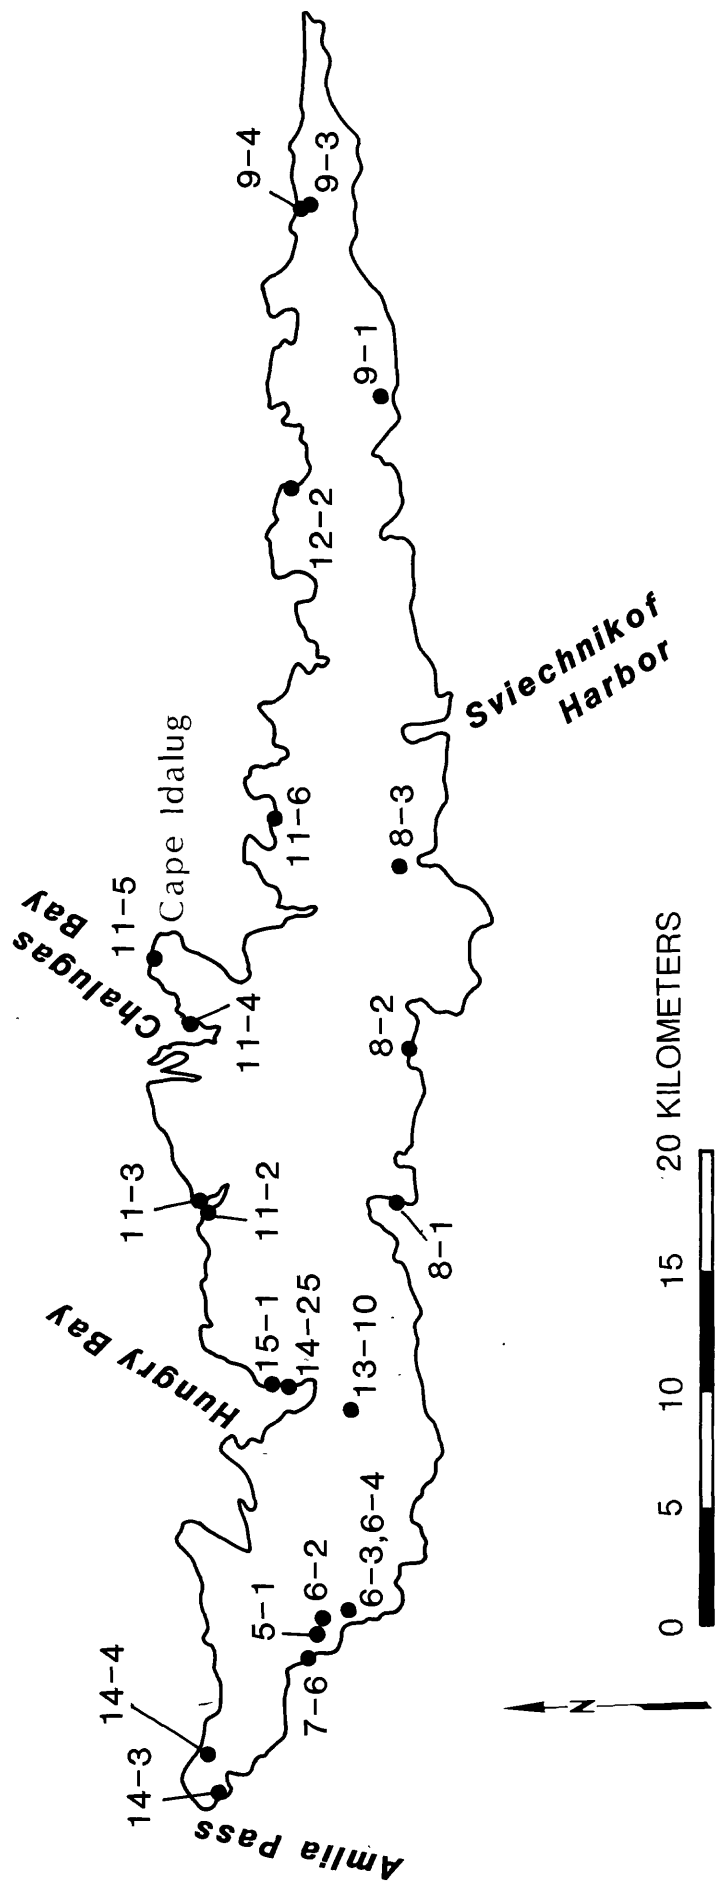 Amlia Pass
14-3
14-4
Hungry Bay
15-1
14-25
13-10
5-1
6-2
6-3,6-4
7-6
11-3
11-2
8-1
Chalugas
Bay
11-5
Cape Idalug
11-4
8-2
8-3
11-6
Sviechnikof
Harbor
12-2
9-1
9-4
9-3
N
0 5 10 15 20 KILOMETERS